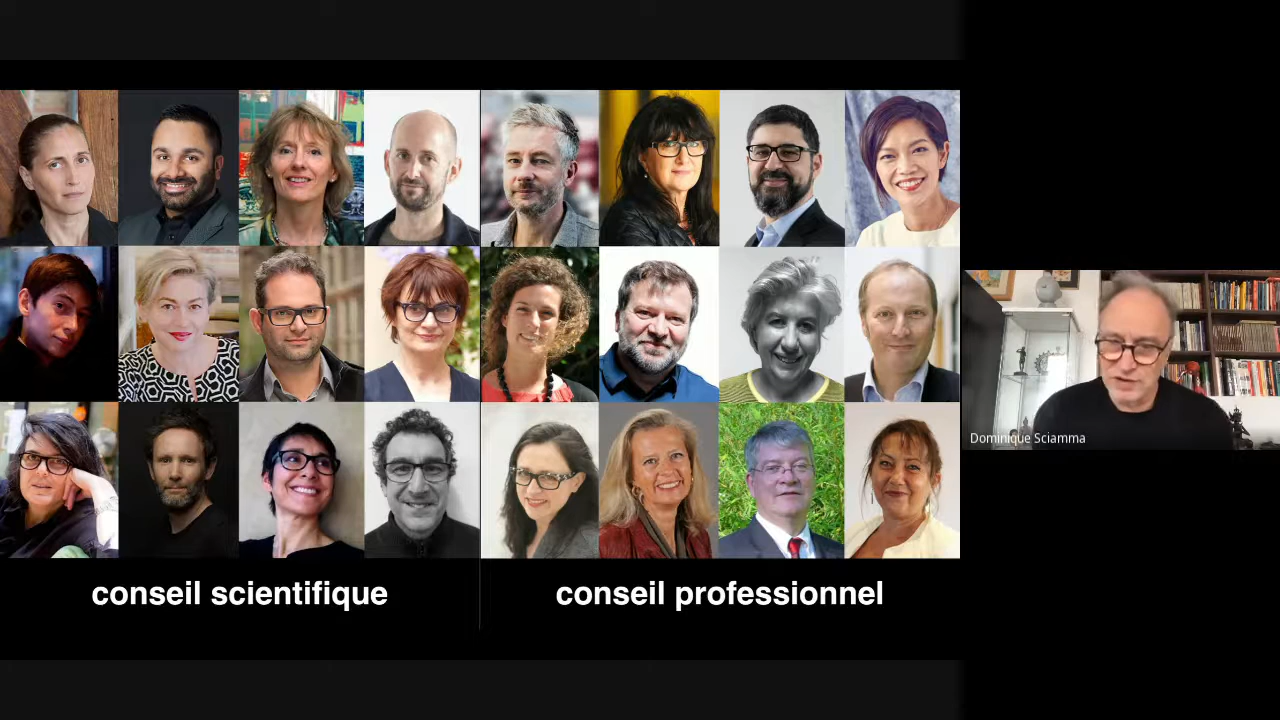 conseil scientifique
conseil professionnel
Dominique Sciamma